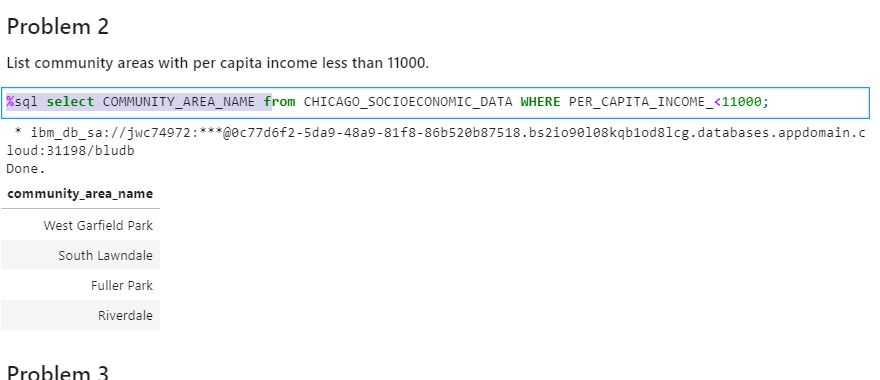 Problem 2
List community areas with per capita income less than 11000.
%sql select COMMUNITY_AREA_NAME from CHICAGO_SOCIOECONOMIC_DATA WHERE PER_CAPITA_INCOME_<11000;
* ibm_db_sa://jwc74972:***@0c77d6f2-5da9-48a9-81f8-86b520b87518.bs2io90l08kqb1od8lcg.databases.appdomain.c
loud:31198/bludb
Done.
community_area_name
West Garfield Park
South Lawndale
Fuller Park
Riverdale
Problem 3